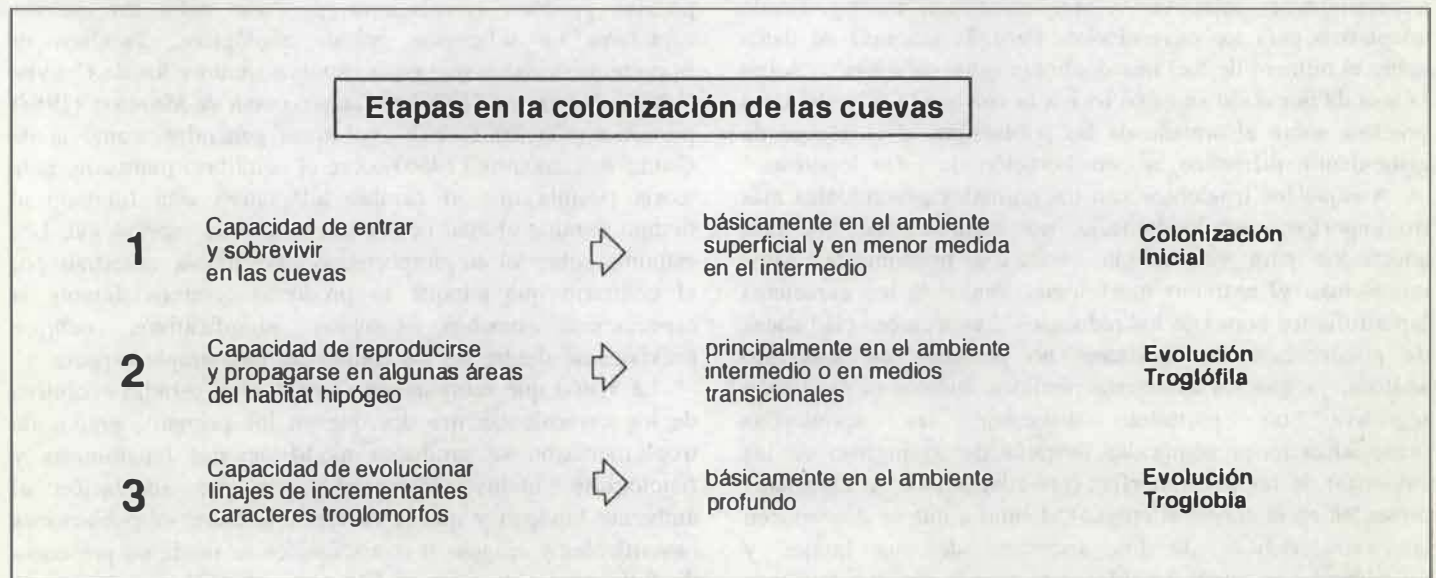 Etapas en la colonización de las cuevas
1
Capacidad de entrar
y sobrevivir
en las cuevas
básicamente en el ambiente
superficial y en menor medida
en el intermedio
Colonización
Inicial
2
Capacidad de reproducirse
y propagarse en algunas áreas
del habitat hipógeo
principalmente en el ambiente
intermedio o en medios
transicionales
Evolución
Troglófila
3
Capacidad de evolucionar
linajes de incrementantes
caracteres troglomorfos
básicamente en el ambiente
profundo
Evolución
Troglobia